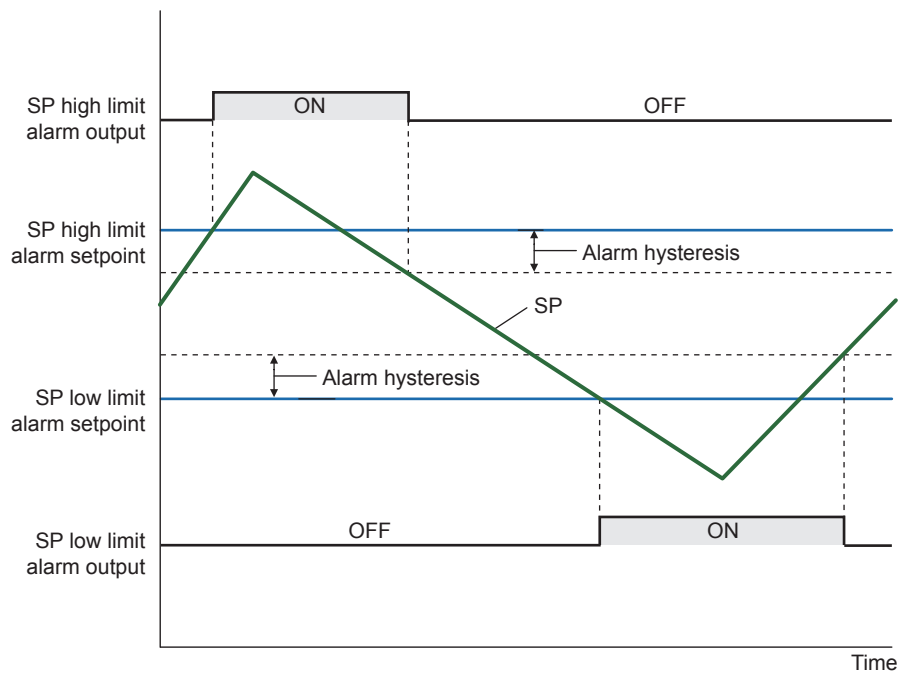 SP high limit
alarm output
ON
OFF
SP high limit
alarm setpoint
Alarm hysteresis
SP
Alarm hysteresis
SP low limit
alarm setpoint
OFF
ON
SP low limit
alarm output
Time